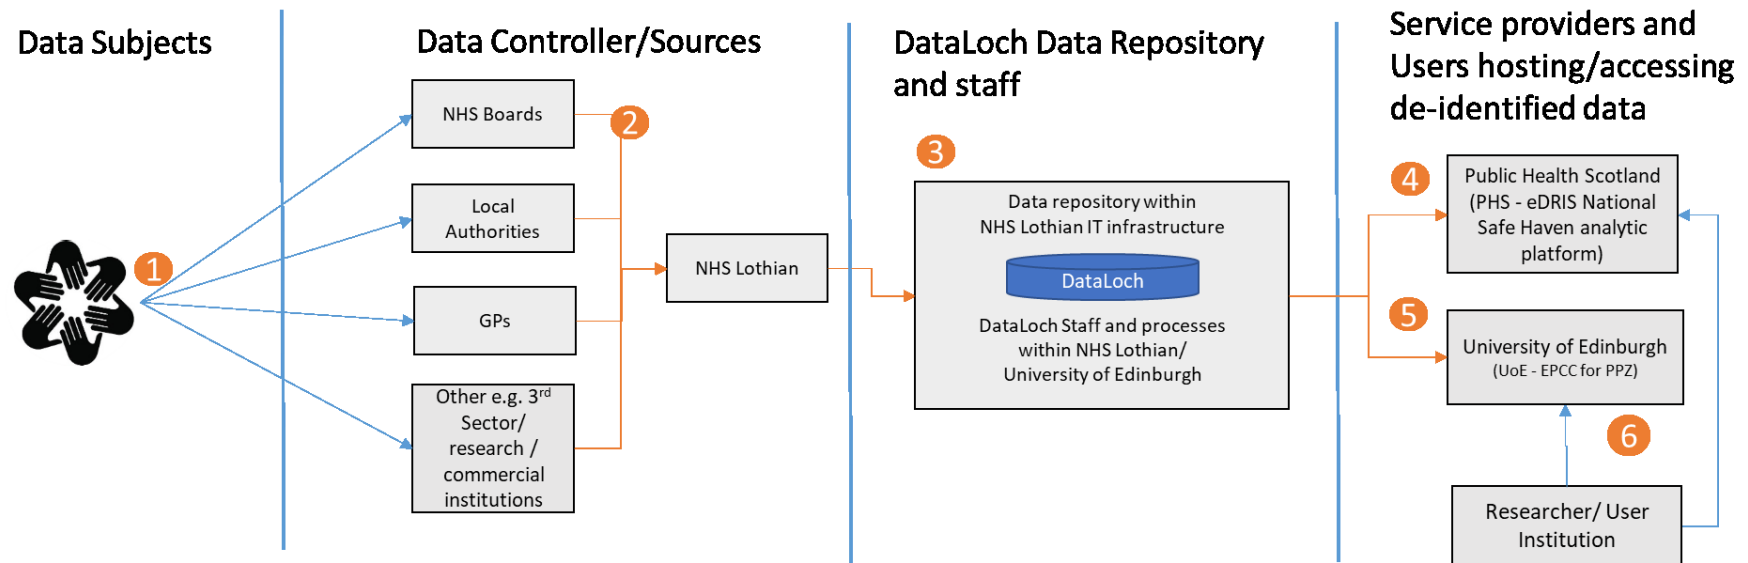 Data Subjects
1
Data Controller/Sources
NHS Boards
2
Local
Authorities
GPs
Other e.g. 3rd
Sector/
research /
commercial
institutions
NHS Lothian
DataLoch Data Repository
and staff
3
Data repository within
NHS Lothian IT infrastructure
DataLoch
DataLoch Staff and processes
within NHS Lothian/
University of Edinburgh
Service providers and
Users hosting/accessing
de-identified data
4
Public Health Scotland
(PHS - eDRIS National
Safe Haven analytic
platform)
5
University of Edinburgh
(UoE - EPCC for PPZ)
6
Researcher/ User
Institution